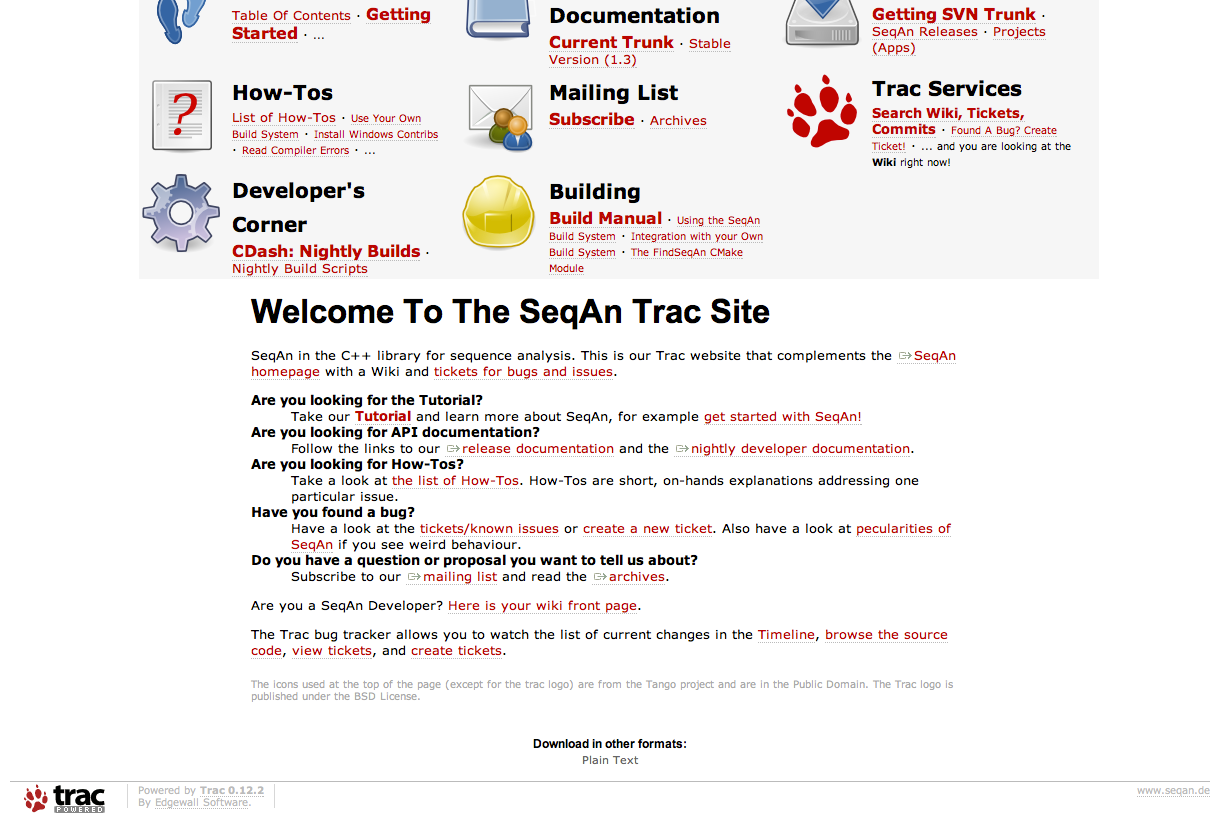 Table Of Contents · Getting
Started · ...
Documentation
Current Trunk · Stable
Version (1.3)
Getting SVN Trunk ·
SeqAn Releases · Projects
(Apps)
?
How-Tos
List of How-Tos · Use Your Own
Build System · Install Windows Contribs
· Read Compiler Errors · ...
Mailing List
Subscribe · Archives
Trac Services
Search Wiki, Tickets,
Commits · Found A Bug? Create
Ticket! · ... and you are looking at the
Wiki right now!
Developer's
Corner
CDash: Nightly Builds ·
Nightly Build Scripts
Building
Build Manual · Using the SeqAn
Build System · Integration with your Own
Build System · The FindSeqAn CMake
Module
Welcome To The SeqAn Trac Site
SeqAn in the C++ library for sequence analysis. This is our Trac website that complements the SeqAn
homepage with a Wiki and tickets for bugs and issues.
Are you looking for the Tutorial?
Take our Tutorial and learn more about SeqAn, for example get started with SeqAn!
Are you looking for API documentation?
Follow the links to our release documentation and the nightly developer documentation.
Are you looking for How-Tos?
Take a look at the list of How-Tos. How-Tos are short, on-hands explanations addressing one
particular issue.
Have you found a bug?
Have a look at the tickets/known issues or create a new ticket. Also have a look at pecularities of
SeqAn if you see weird behaviour.
Do you have a question or proposal you want to tell us about?
Subscribe to our mailing list and read the archives.
Are you a SeqAn Developer? Here is your wiki front page.
The Trac bug tracker allows you to watch the list of current changes in the Timeline, browse the source
code, view tickets, and create tickets.
The icons used at the top of the page (except for the trac logo) are from the Tango project and are in the Public Domain. The Trac logo is
published under the BSD License.
Download in other formats:
Plain Text
trac
POWERED
Powered by Trac 0.12.2
By Edgewall Software.
www.seqan.de